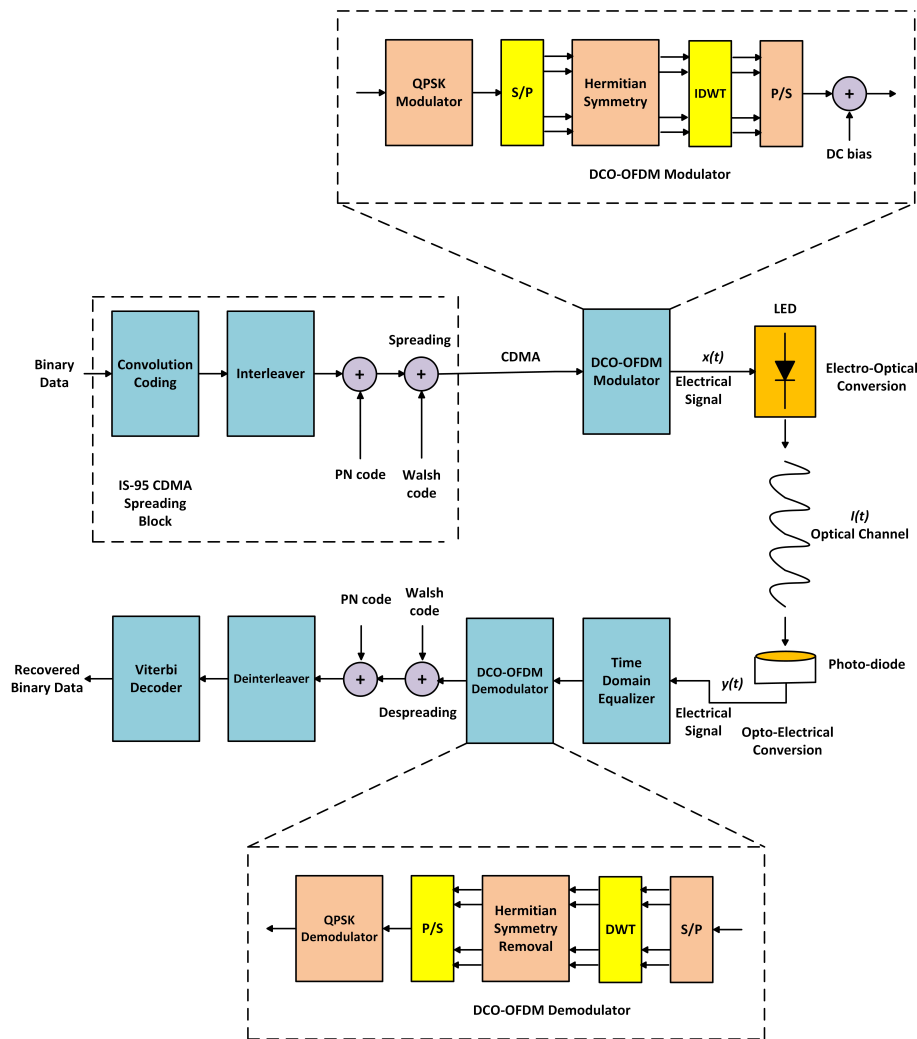 QPSK
Modulator
S/P
Hermitian
Symmetry
IDWT
P/S
+
DC bias
DCO-OFDM Modulator
Binary
Data
Convolution
Coding
Interleaver
+
Spreading
+
PN code
Walsh
code
IS-95 CDMA
Spreading
Block
CDMA
DCO-OFDM
Modulator
x(t)
Electrical
Signal
LED
Electro-Optical
Conversion
I(t)
Optical Channel
Photo-diode
Opto-Electrical
Conversion
y(t)
Electrical
Signal
Time
Domain
Equalizer
DCO-OFDM
Demodulator
Walsh
code
+
Despreading
PN code
+
Deinterleaver
Viterbi
Decoder
Recovered
Binary Data
QPSK
Demodulator
P/S
Hermitian
Symmetry
Removal
DWT
S/P
DCO-OFDM Demodulator